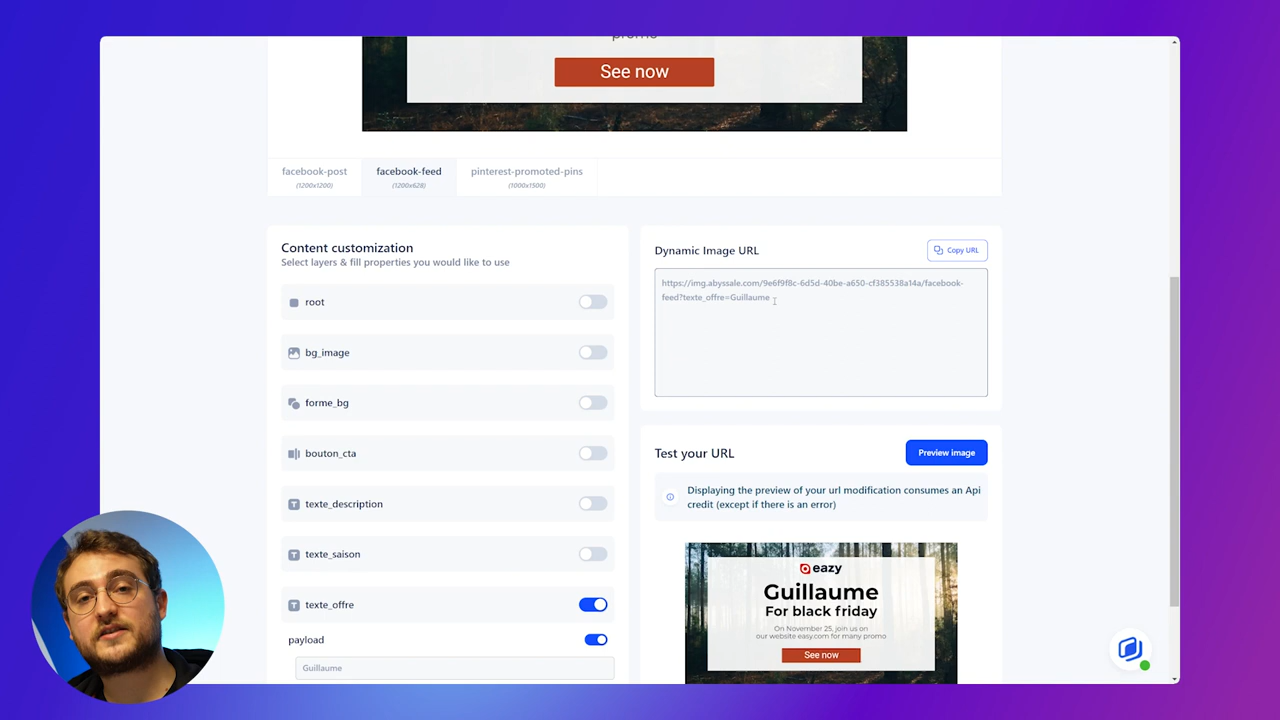 promo
See now
facebook-post
(1200x1200)
facebook-feed
(1200x628)
pinterest-promoted-pins
(1000x1500)
Content customization
Select layers & fill properties you would like to use
root
bg_image
forme_bg
bouton_cta
texte_description
texte_saison
texte_offre
payload
Guillaume
Dynamic Image URL
Copy URL
https://img.abyssale.com/9e6f9f8c-6d5d-40be-a650-cf385538a14a/facebook-
feed?texte_offre=Guillaume
Test your URL
Preview image
Displaying the preview of your url modification consumes an Api
credit (except if there is an error)
eazy
Guillaume
For black friday
On November 25, join us on
our website easy.com for many promo
See now